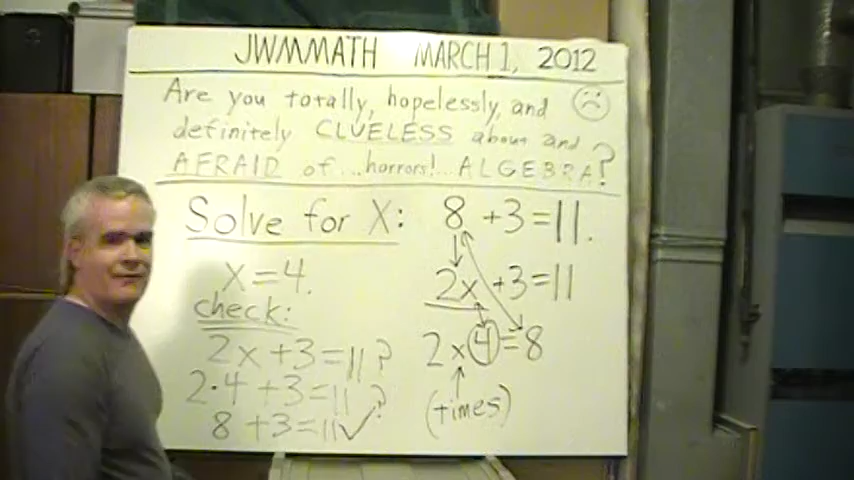 JWMMATH MARCH 1, 2012
Are you totally, hopelessly, and
definitely CLUELESS about and
AFRAID of...horrors!...ALGEBRA?
Solve for X:
X=4.
check:
2x+3=11?
2·4+3=11?
8+3=11✓
8+3=11.
2x+3=11
2x4=8
(times)